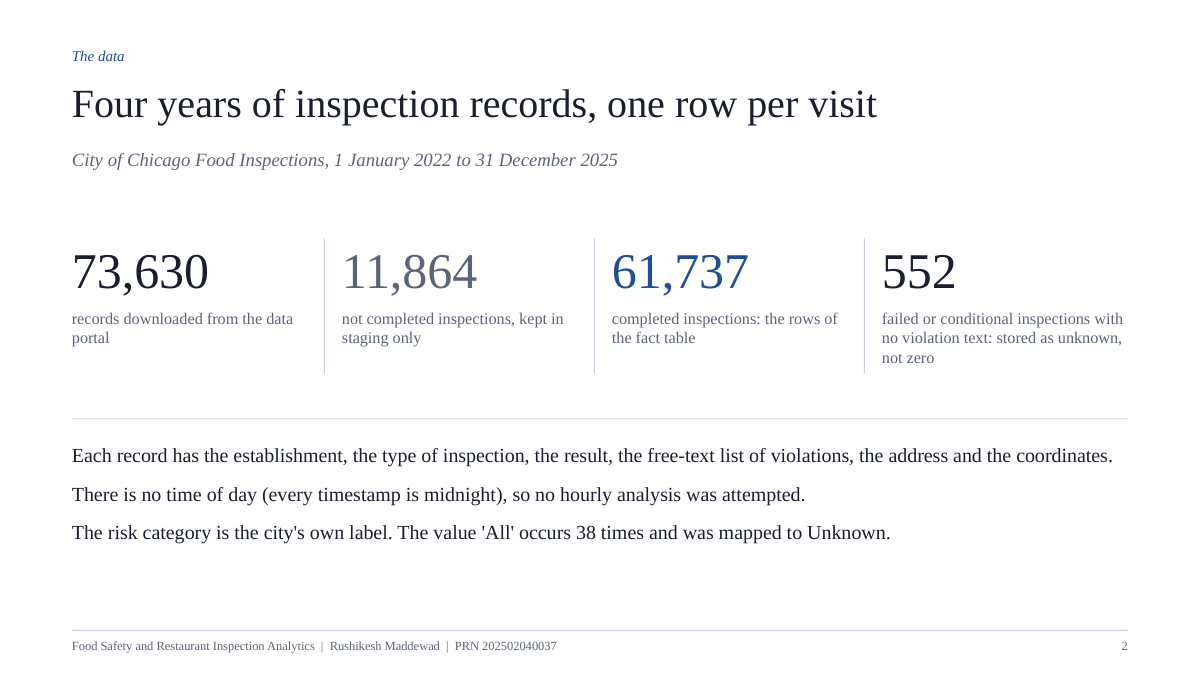 The data
Four years of inspection records, one row per visit
City of Chicago Food Inspections, 1 January 2022 to 31 December 2025
73,630
records downloaded from the data
portal
11,864
not completed inspections, kept in
staging only
61,737
completed inspections: the rows of
the fact table
552
failed or conditional inspections with
no violation text: stored as unknown,
not zero
Each record has the establishment, the type of inspection, the result, the free-text list of violations, the address and the coordinates.
There is no time of day (every timestamp is midnight), so no hourly analysis was attempted.
The risk category is the city's own label. The value 'All' occurs 38 times and was mapped to Unknown.
Food Safety and Restaurant Inspection Analytics | Rushikesh Maddewad | PRN 202502040037
2